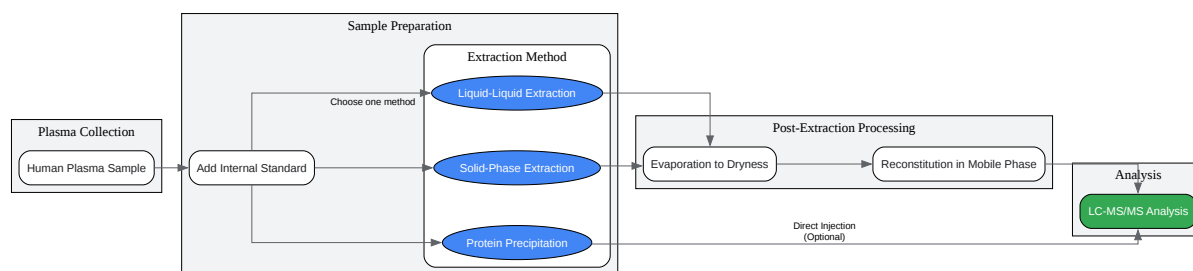 Sample Preparation
Extraction Method
Liquid-Liquid Extraction
Choose one method
Plasma Collection
Post-Extraction Processing
Human Plasma Sample
Add Internal Standard
Solid-Phase Extraction
Evaporation to Dryness
Reconstitution in Mobile Phase
Analysis
LC-MS/MS Analysis
Protein Precipitation
Direct Injection
(Optional)